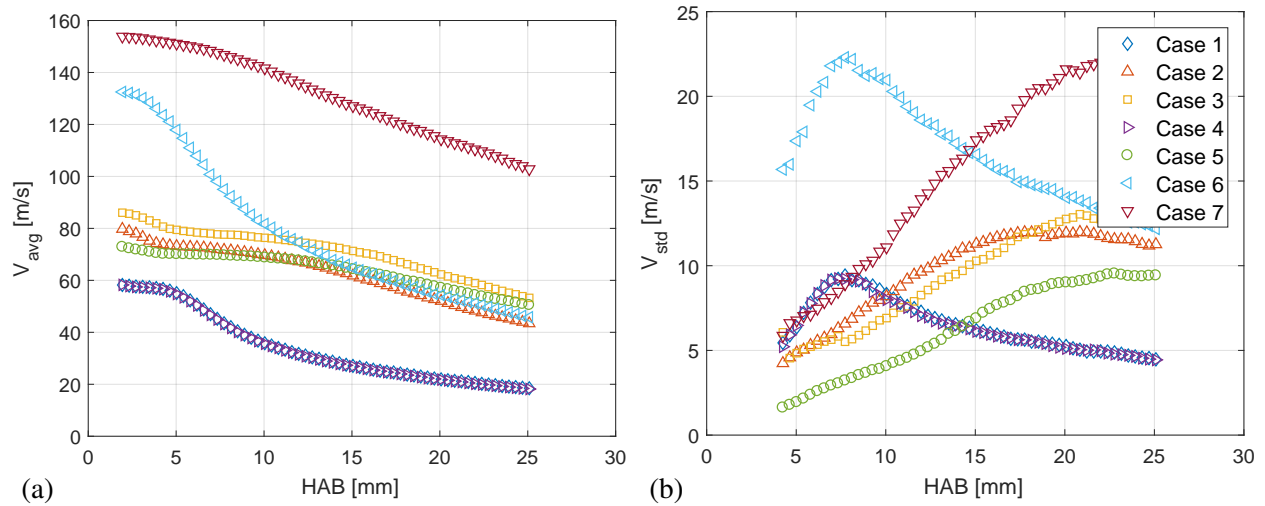 160
140
120
100
80
60
40
20
0
V_avg [m/s]
0 5 10 15 20 25 30
HAB [mm]
(a)
25
20
15
10
5
0
V_std [m/s]
0 5 10 15 20 25 30
HAB [mm]
(b)
Case 1
Case 2
Case 3
Case 4
Case 5
Case 6
Case 7